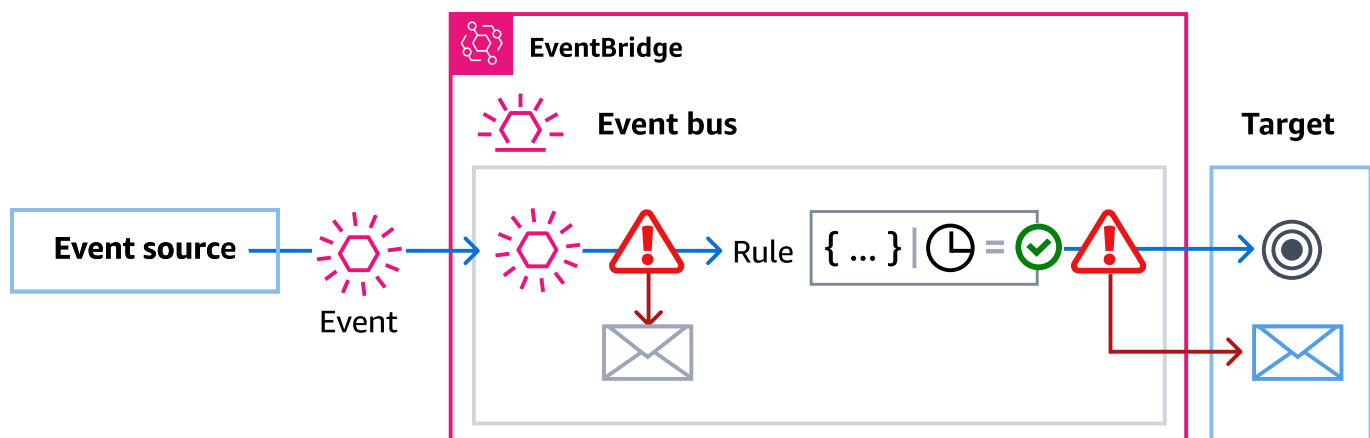 EventBridge
Event bus
Target
Event source
Event
Rule
{ ... } | =